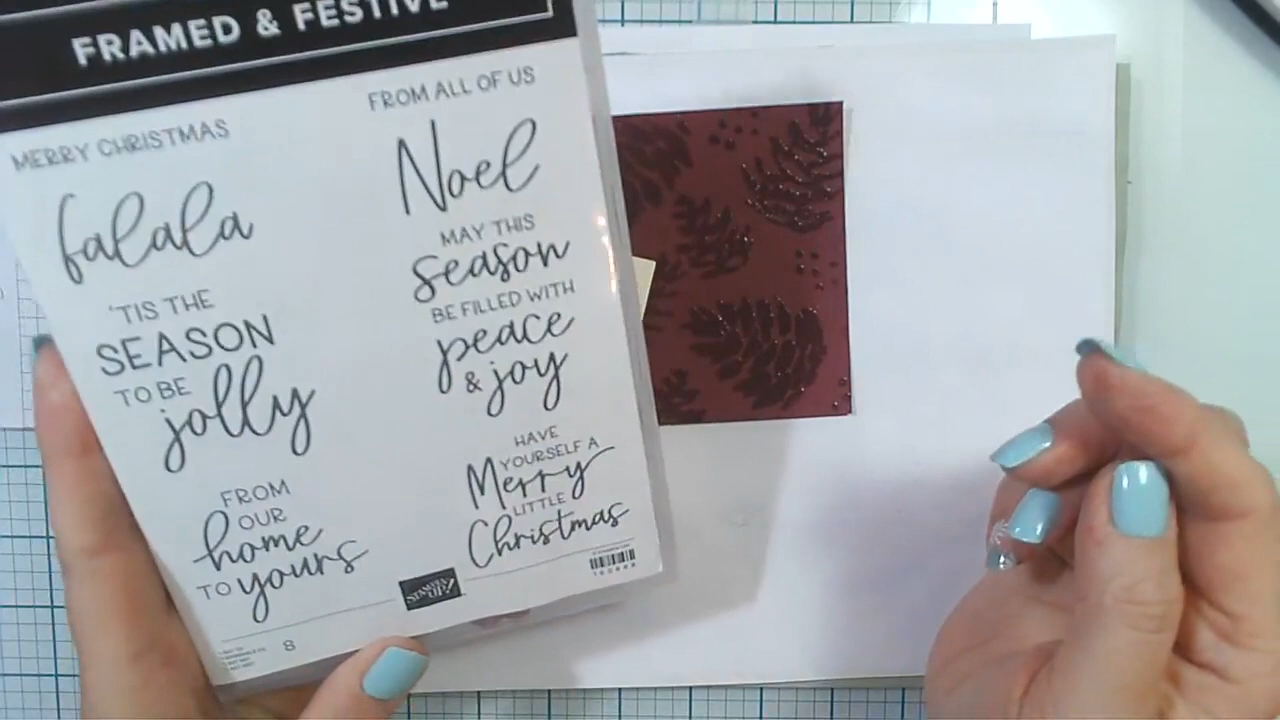 FRAMED & FESTIVE
MERRY CHRISTMAS
falala
'TIS THE
SEASON
TO BE
jolly
FROM
OUR
home
TO yours
FROM ALL OF US
Noel
MAY THIS
season
BE FILLED WITH
peace
& joy
HAVE
YOURSELF A
Merry
LITTLE
Christmas
STAMPIN' UP!
8